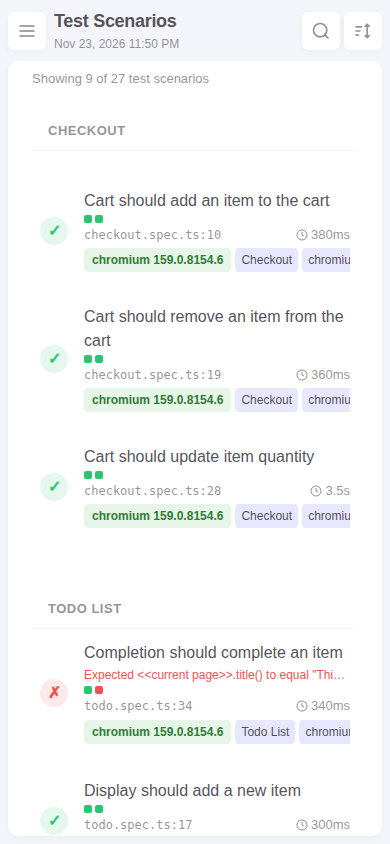 Test Scenarios
Nov 23, 2026 11:50 PM
Showing 9 of 27 test scenarios
CHECKOUT
Cart should add an item to the cart
checkout.spec.ts:10 380ms
chromium 159.0.8154.6 Checkout chromiu
Cart should remove an item from the
cart
checkout.spec.ts:19 360ms
chromium 159.0.8154.6 Checkout chromiu
Cart should update item quantity
checkout.spec.ts:28 3.5s
chromium 159.0.8154.6 Checkout chromiu
TODO LIST
Completion should complete an item
Expected <<current page>>.title() to equal "Thi...
todo.spec.ts:34 340ms
chromium 159.0.8154.6 Todo List chromiun
Display should add a new item
todo.spec.ts:17 300ms